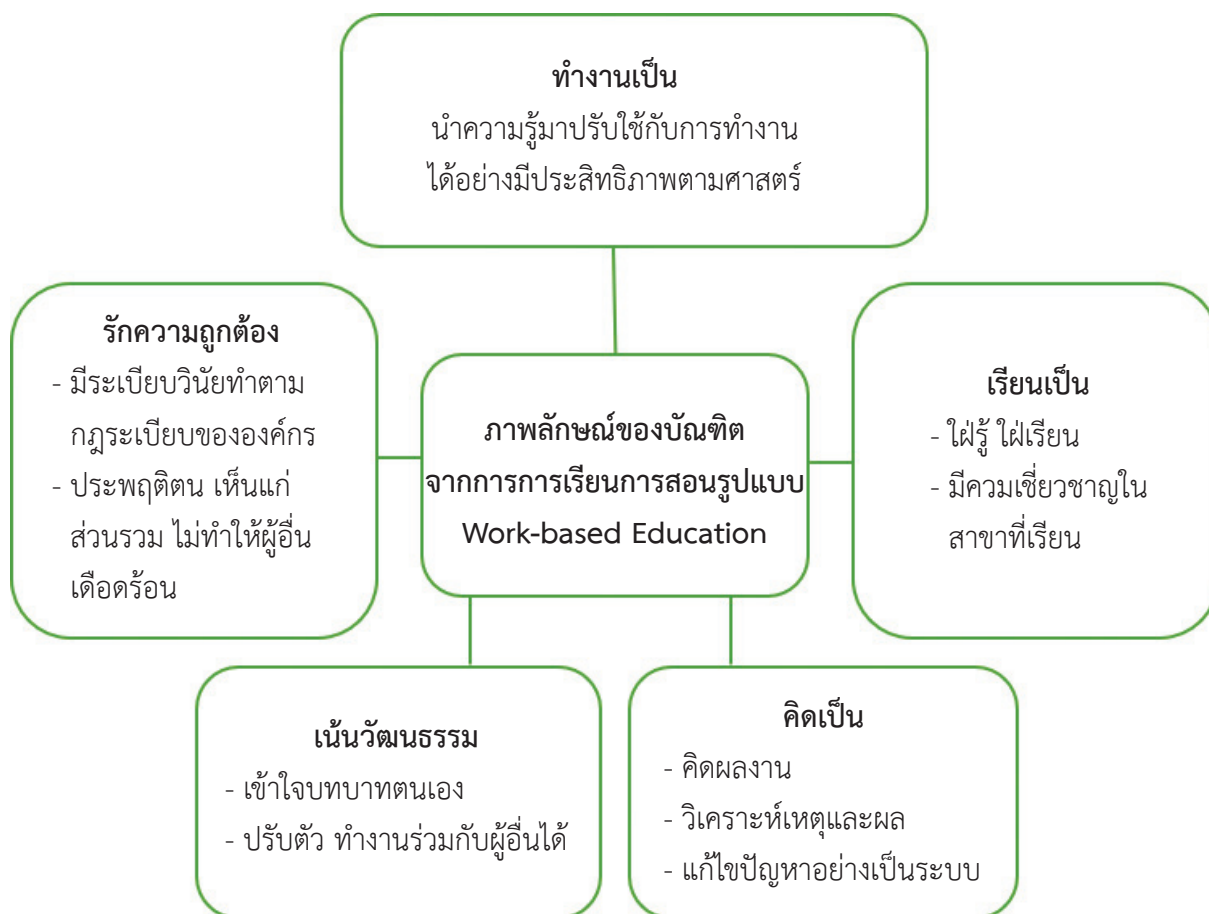 ทำงานเป็น
นำความรู้มาปรับใช้กับการทำงาน
ได้อย่างมีประสิทธิภาพตามศาสตร์
รักความถูกต้อง
- มีระเบียบวินัยทำตาม
กฎระเบียบขององค์กร
- ประพฤติตน เห็นแก่
ส่วนรวม ไม่ทำให้ผู้อื่น
เดือดร้อน
ภาพลักษณ์ของบัณฑิต
จากการการเรียนการสอนรูปแบบ
Work-based Education
เรียนเป็น
- ใฝ่รู้ ใฝ่เรียน
- มีควมเชี่ยวชาญใน
สาขาที่เรียน
เน้นวัฒนธรรม
- เข้าใจบทบาทตนเอง
- ปรับตัว ทำงานร่วมกับผู้อื่นได้
คิดเป็น
- คิดผลงาน
- วิเคราะห์เหตุและผล
- แก้ไขปัญหาอย่างเป็นระบบ